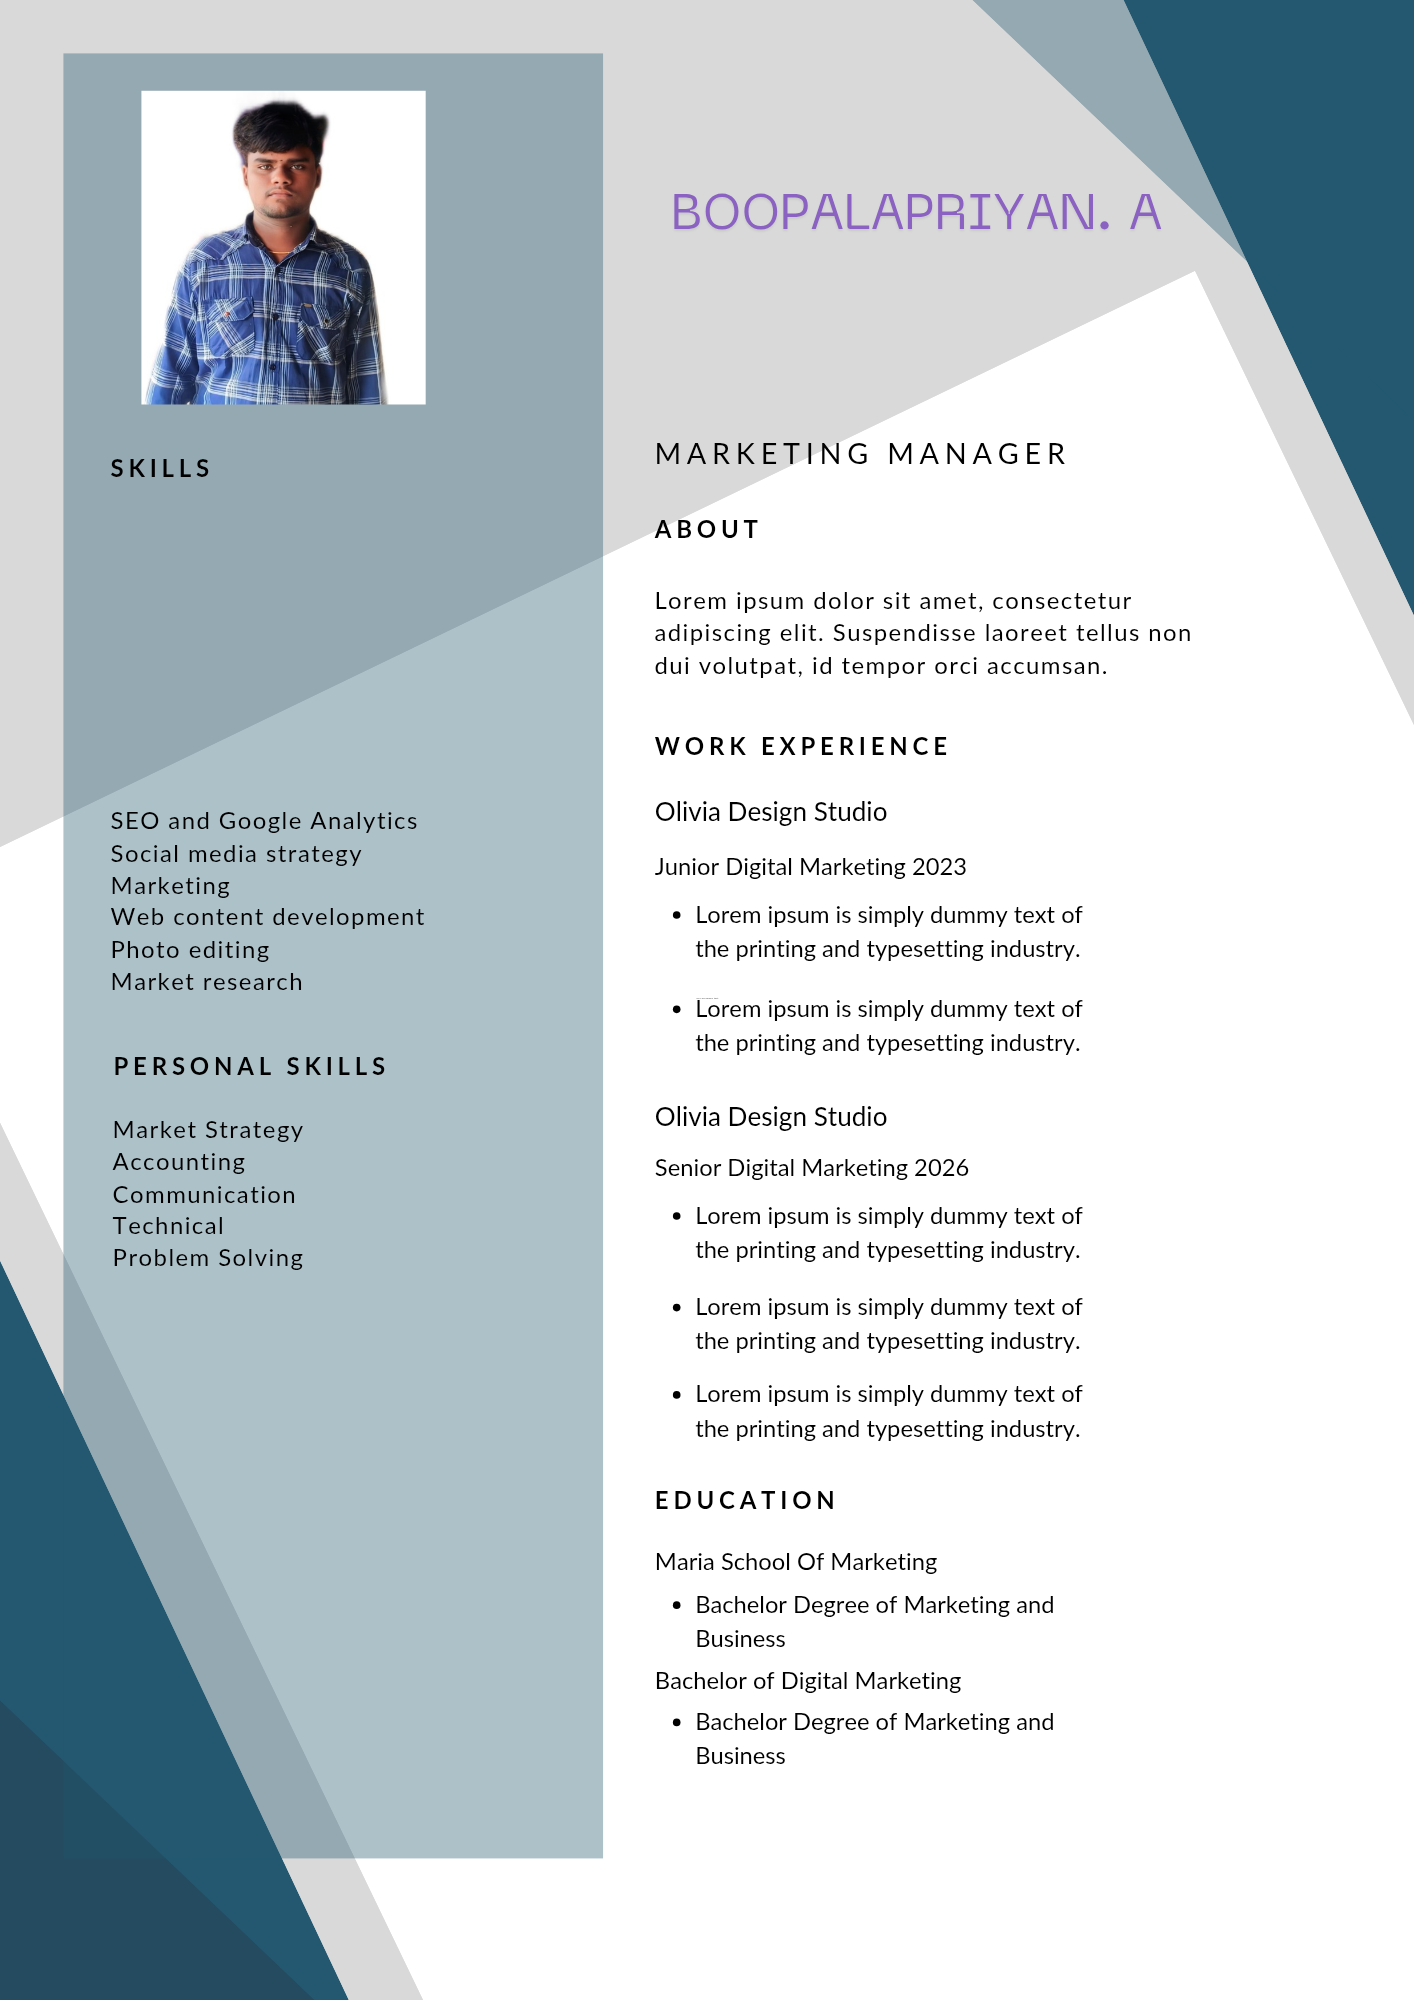 BOOPALAPRIYAN. A
MARKETING MANAGER
SKILLS
SEO and Google Analytics
Social media strategy
Marketing
Web content development
Photo editing
Market research
PERSONAL SKILLS
Market Strategy
Accounting
Communication
Technical
Problem Solving
ABOUT
Lorem ipsum dolor sit amet, consectetur
adipiscing elit. Suspendisse laoreet tellus non
dui volutpat, id tempor orci accumsan.
WORK EXPERIENCE
Olivia Design Studio
Junior Digital Marketing 2023
• Lorem ipsum is simply dummy text of
the printing and typesetting industry.
• Lorem ipsum is simply dummy text of
the printing and typesetting industry.
Olivia Design Studio
Senior Digital Marketing 2026
• Lorem ipsum is simply dummy text of
the printing and typesetting industry.
• Lorem ipsum is simply dummy text of
the printing and typesetting industry.
• Lorem ipsum is simply dummy text of
the printing and typesetting industry.
EDUCATION
Maria School Of Marketing
• Bachelor Degree of Marketing and
Business
Bachelor of Digital Marketing
• Bachelor Degree of Marketing and
Business